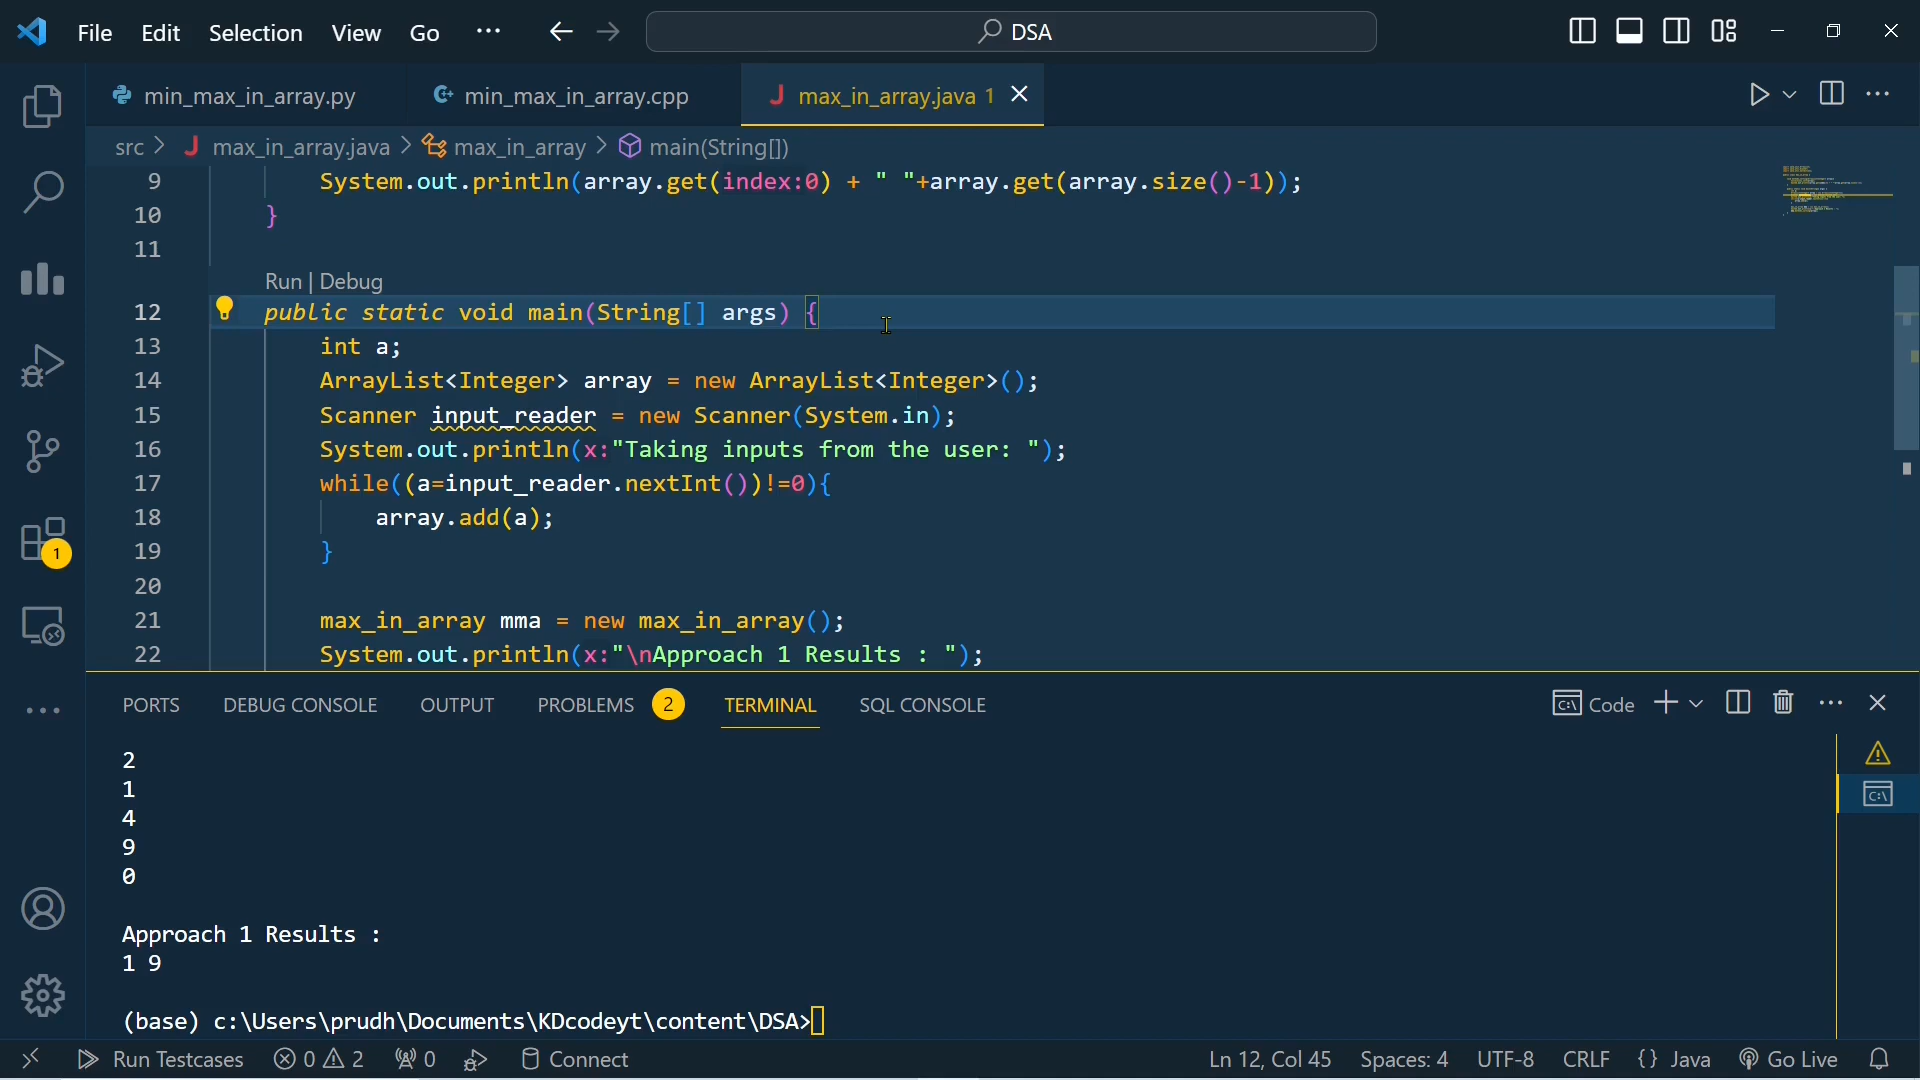 File Edit Selection View Go ··· DSA
min_max_in_array.py min_max_in_array.cpp max_in_array.java 1
src > max_in_array.java > max_in_array > main(String[])
9 System.out.println(array.get(index:0) + " "+array.get(array.size()-1));
10 }
11
Run | Debug
12 public static void main(String[] args) {
13 int a;
14 ArrayList<Integer> array = new ArrayList<Integer>();
15 Scanner input_reader = new Scanner(System.in);
16 System.out.println(x:"Taking inputs from the user: ");
17 while((a=input_reader.nextInt())!=0){
18 array.add(a);
19 }
20
21 max_in_array mma = new max_in_array();
22 System.out.println(x:"\nApproach 1 Results : ");
1
PORTS DEBUG CONSOLE OUTPUT PROBLEMS 2 TERMINAL SQL CONSOLE Code
2
1
4
9
0
Approach 1 Results :
1 9
(base) c:\Users\prudh\Documents\KDcodeyt\content\DSA>
Run Testcases 0 2 0 Connect Ln 12, Col 45 Spaces: 4 UTF-8 CRLF {} Java Go Live